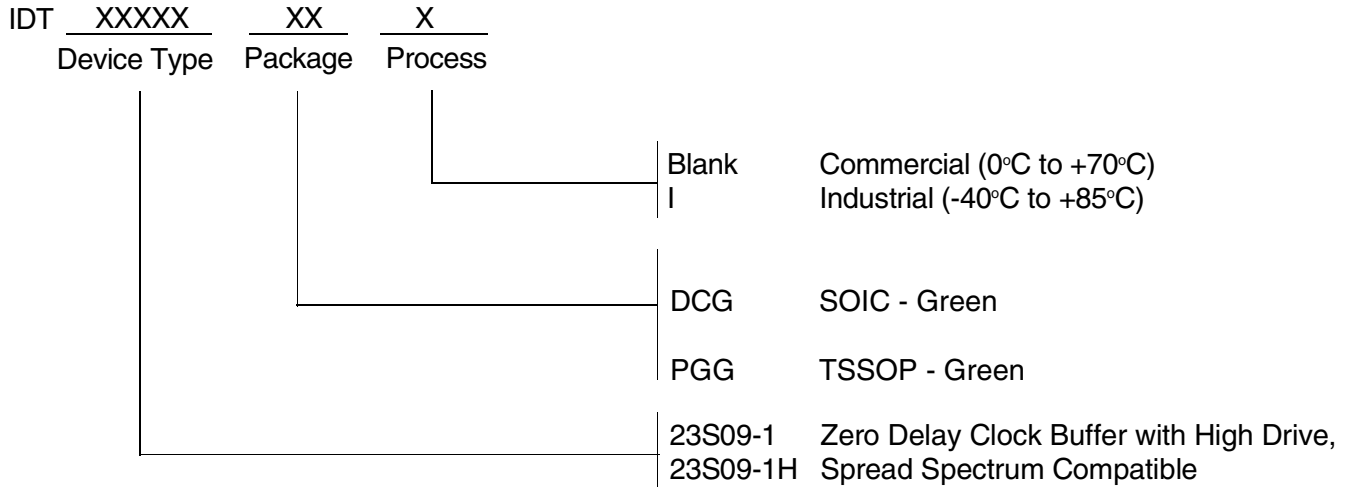 IDT XXXXX XX X
Device Type Package Process
Blank Commercial (0°C to +70°C)
I Industrial (-40°C to +85°C)
DCG SOIC - Green
PGG TSSOP - Green
23S09-1 Zero Delay Clock Buffer with High Drive,
23S09-1H Spread Spectrum Compatible